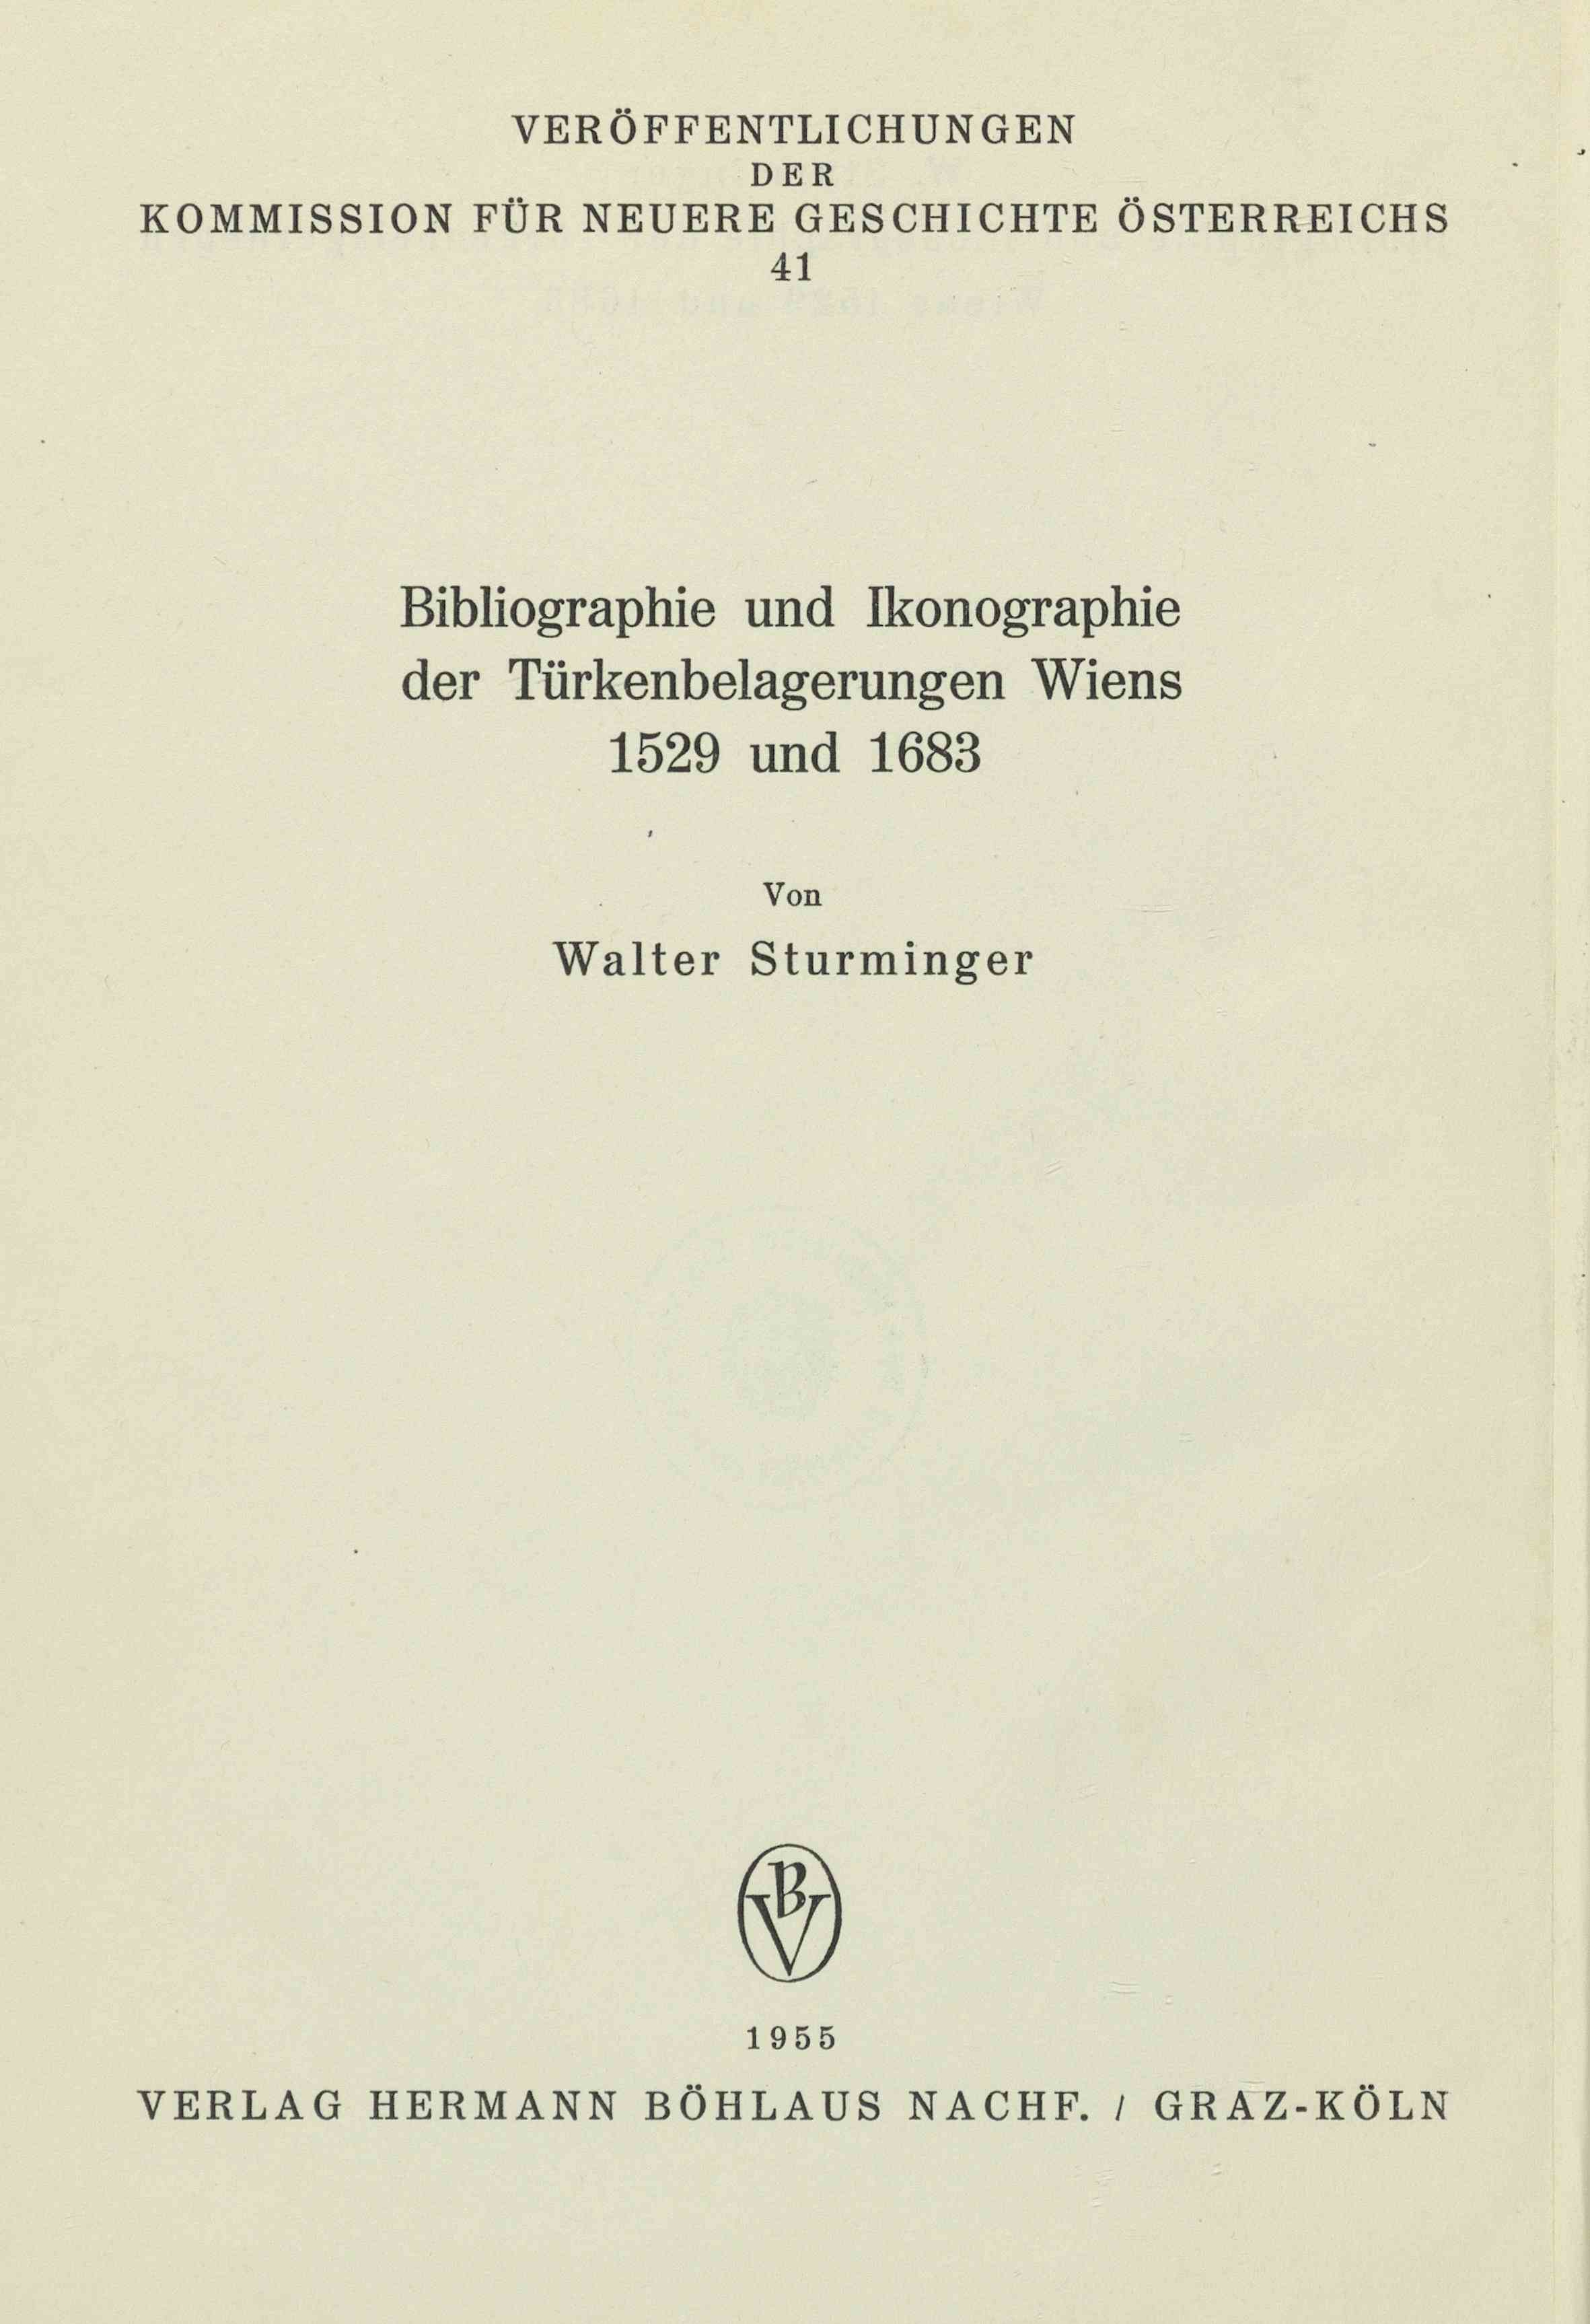 VERÖFFENTLICHUNGEN
DER
KOMMISSION FÜR NEUERE GESCHICHTE ÖSTERREICHS
41
Bibliographie und Ikonographie
der Türkenbelagerungen Wiens
1529 und 1683
Von
Walter Sturminger
BV
1955
VERLAG HERMANN BÖHLAUS NACHF. / GRAZ-KÖLN